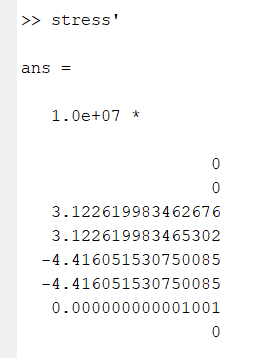 >> stress'
ans =
1.0e+07 *
0
0
3.122619983462676
3.122619983465302
-4.416051530750085
-4.416051530750085
0.000000000001001
0